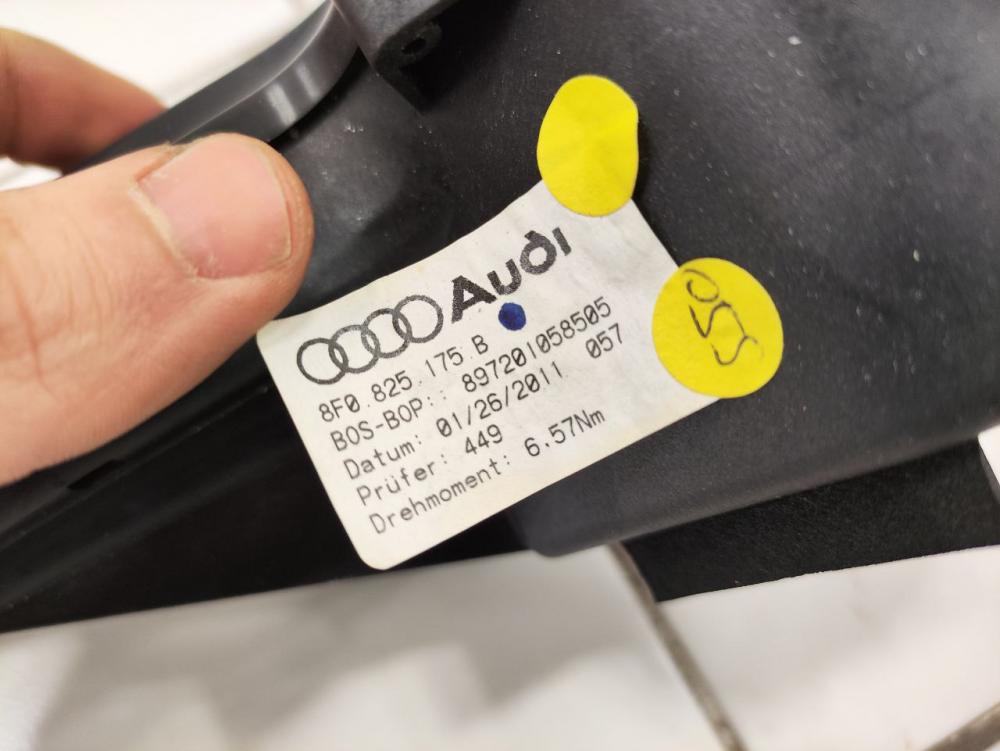 Audi
8F0.825.175.B
BOS-BOP.: 897201058505
Datum: 01/26/2011 057
Prüfer: 449
Drehmoment: 6.57Nm